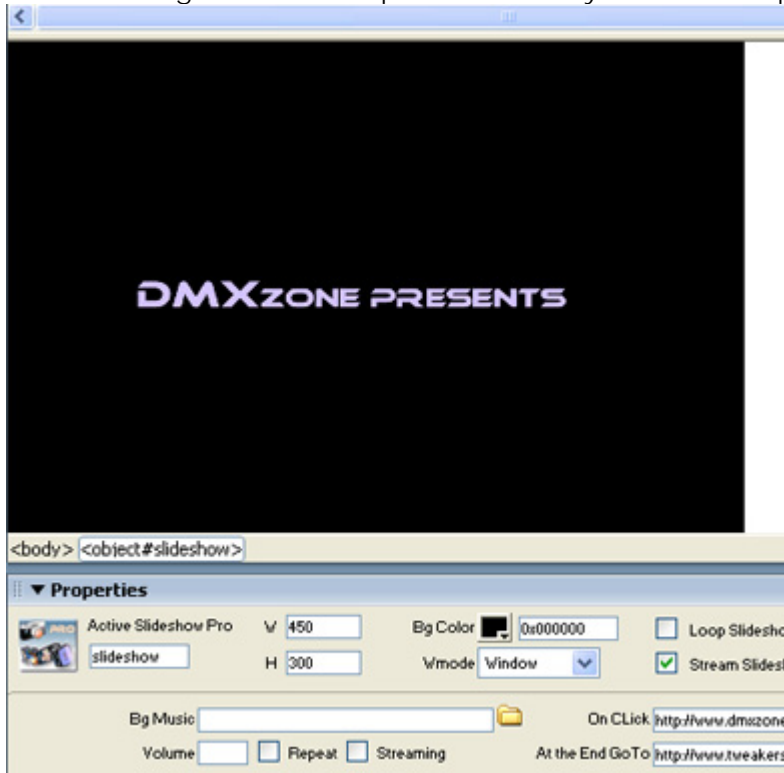 DMXZONE PRESENTS
<body> <object#slideshow>
Properties
Active Slideshow Pro W 450 Bg Color 0x000000
slideshow H 300 Wmode Window Stream
Bg Music On CLick
Volume Repeat Streaming At the End GoTo